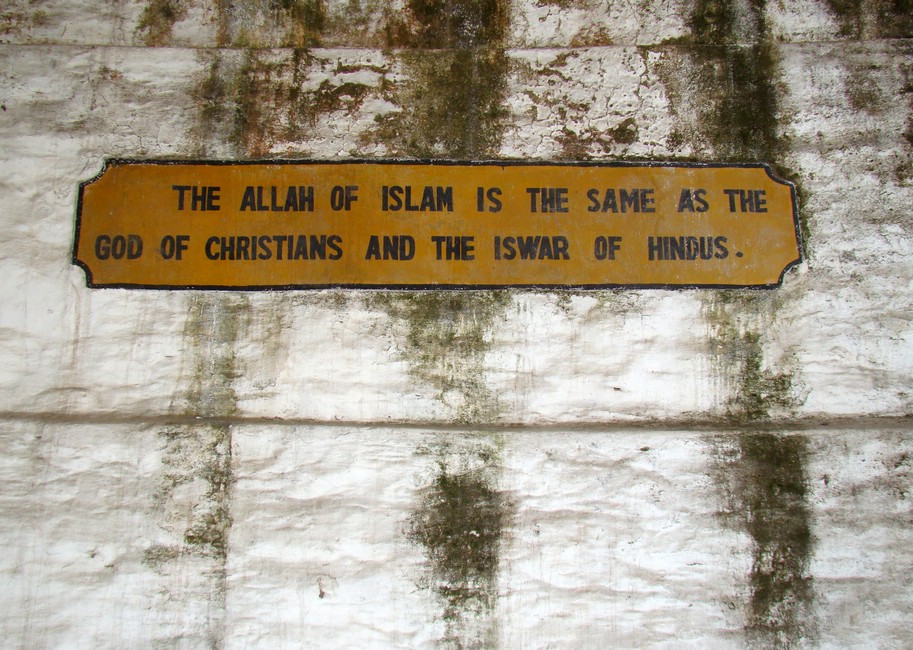 THE ALLAH OF ISLAM IS THE SAME AS THE
GOD OF CHRISTIANS AND THE ISWAR OF HINDUS.